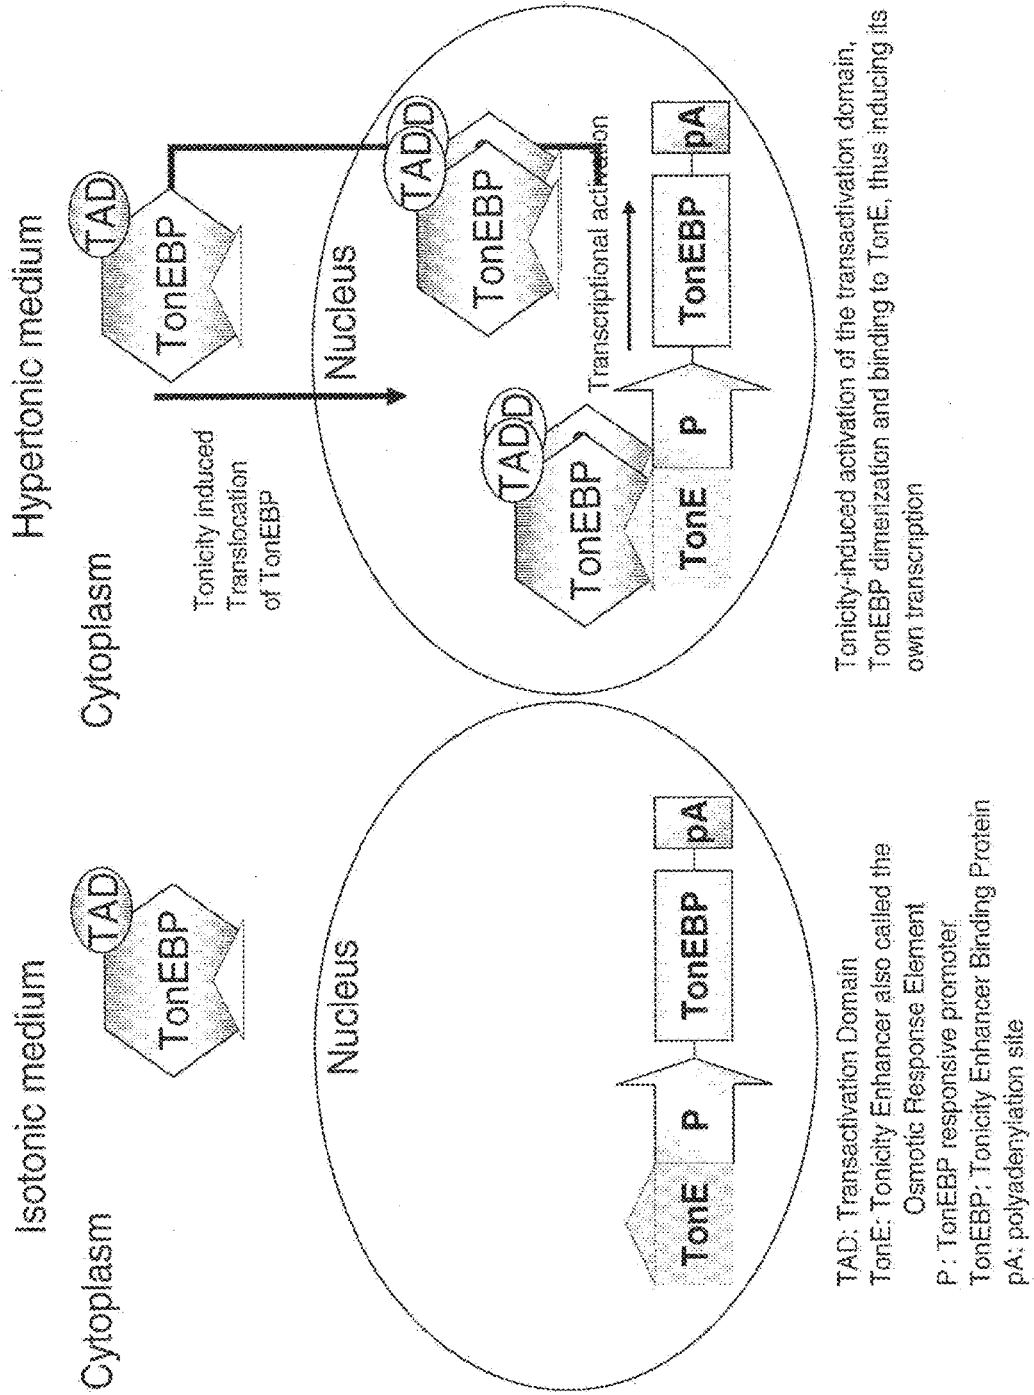 Isotonic medium
Cytoplasm
TAD
TonEBP
Nucleus
TonE
P
TonEBP
pA
TAD: Transactivation Domain
TonE: Tonicity Enhancer also called the
Osmotic Response Element
P: TonEBP responsive promoter
TonEBP: Tonicity Enhancer Binding Protein
pA: polyadenylation site
Hypertonic medium
Cytoplasm
TAD
TonEBP
Tonicity induced
Translocation
of TonEBP
Nucleus
TADD
TonEBP
TADD
TonEBP
Transcriptional activation
TonE
P
TonEBP
pA
Tonicity-induced activation of the transactivation domain,
TonEBP dimerization and binding to TonE, thus inducing its
own transcription